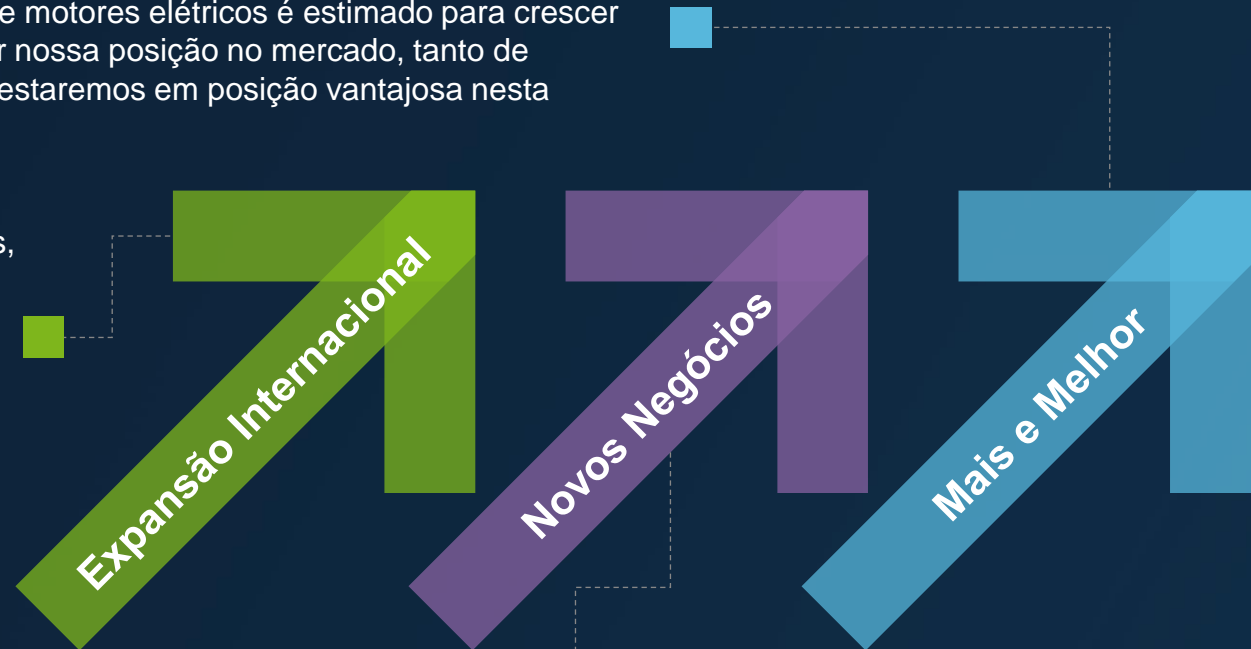 e motores elétricos é estimado para crescer
r nossa posição no mercado, tanto de
estaremos em posição vantajosa nesta
s,
Expansão Internacional
Novos Negócios
Mais e Melhor